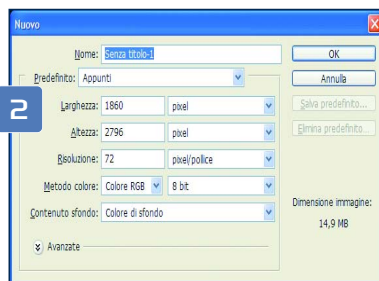 Nuovo
Nome: Senza titolo-1
OK
Predefinito: Appunti
Annulla
2
Larghezza: 1860 pixel
Salva predefinito...
Altezza: 2796 pixel
Elimina predefinito...
Risoluzione: 72 pixel/pollice
Metodo colore: Colore RGB 8 bit
Contenuto sfondo: Colore di sfondo
Dimensione immagine:
14,9 MB
Avanzate